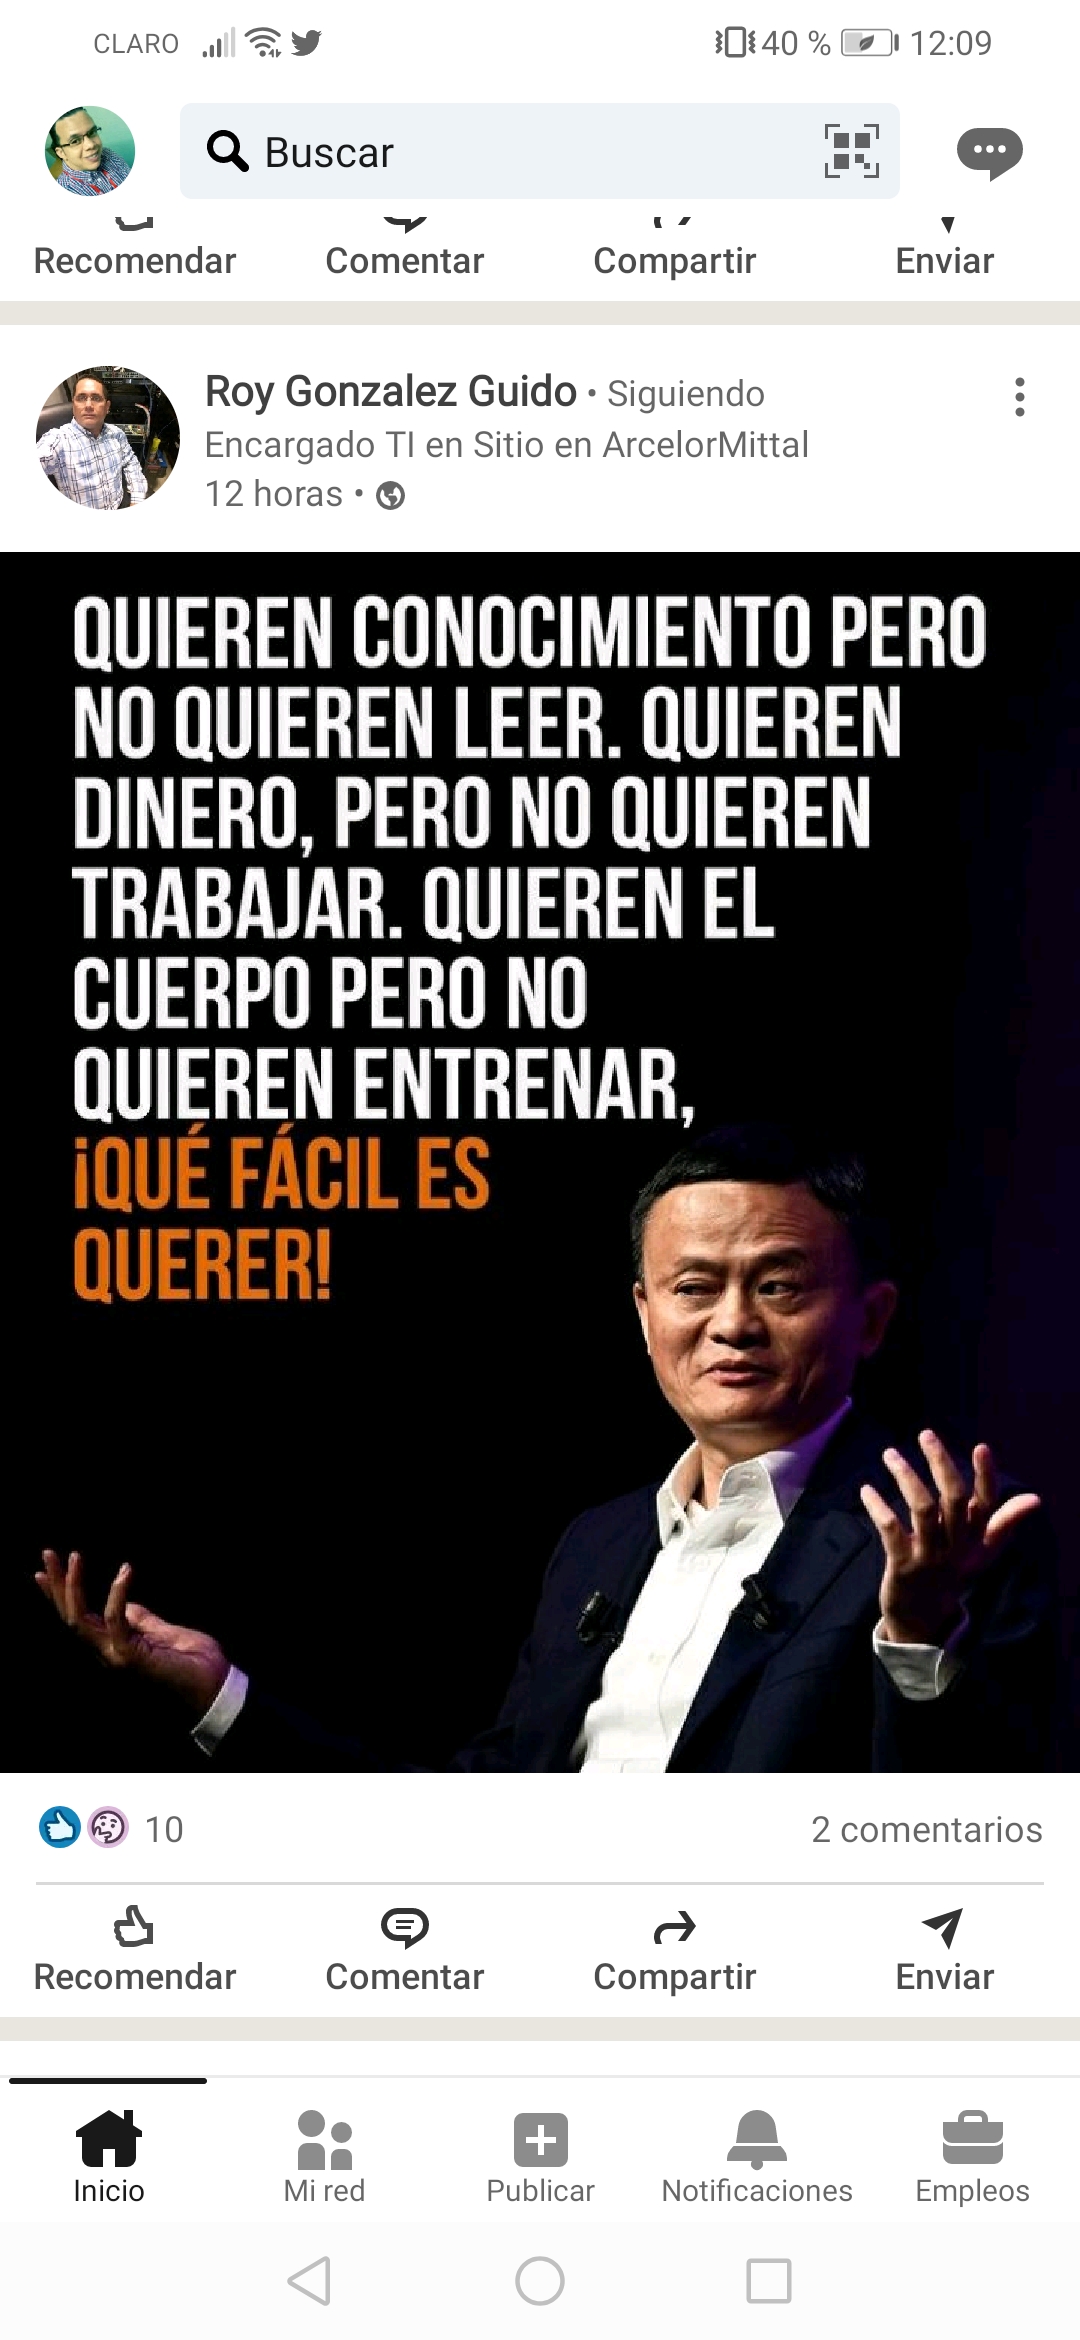 CLARO 40 % 12:09
Buscar
Recomendar Comentar Compartir Enviar
Roy Gonzalez Guido • Siguiendo
Encargado TI en Sitio en ArcelorMittal
12 horas •
QUIEREN CONOCIMIENTO PERO
NO QUIEREN LEER. QUIEREN
DINERO, PERO NO QUIEREN
TRABAJAR. QUIEREN EL
CUERPO PERO NO
QUIEREN ENTRENAR,
¡QUÉ FÁCIL ES
QUERER!
10 2 comentarios
Recomendar Comentar Compartir Enviar
Inicio Mi red Publicar Notificaciones Empleos